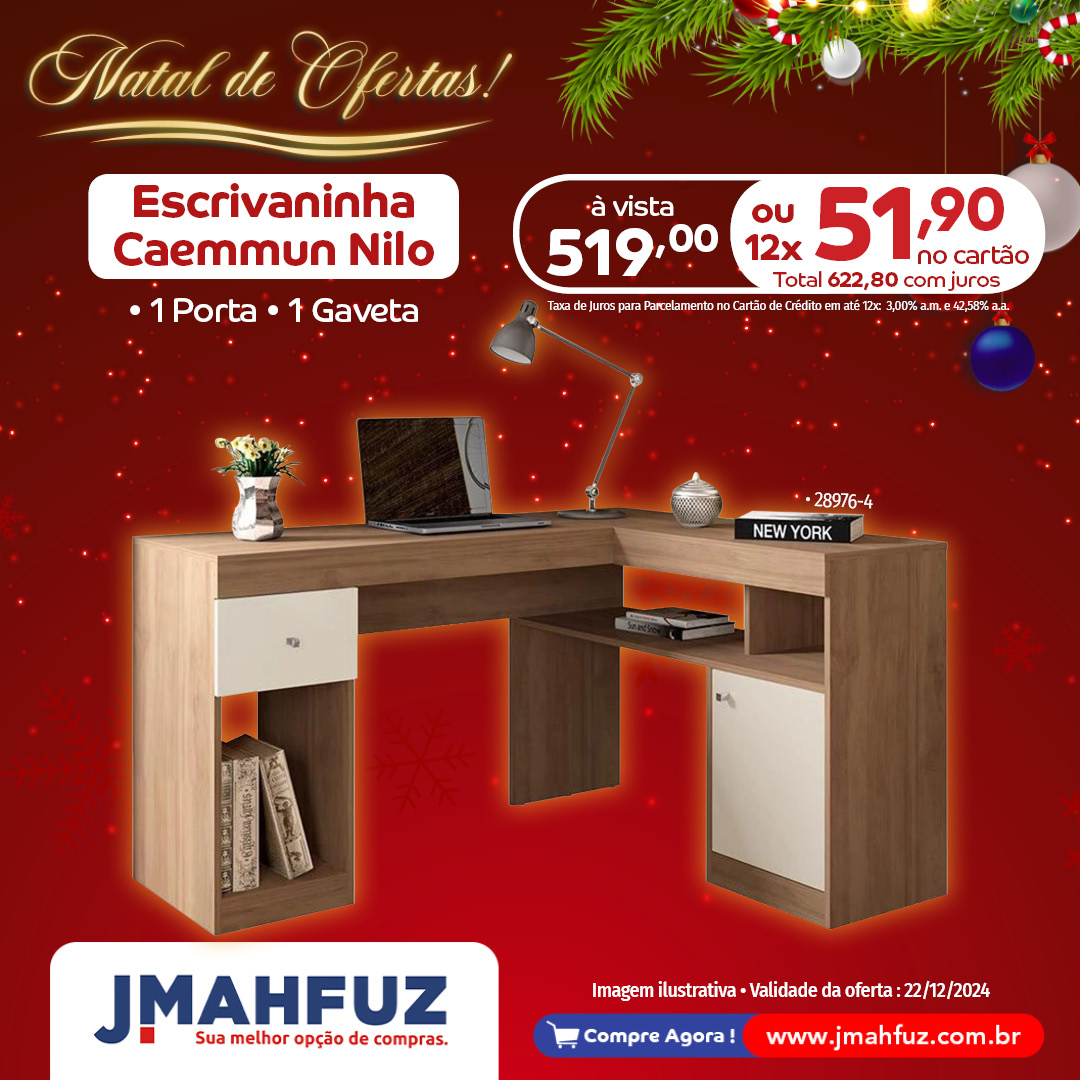 Natal de Ofertas!
Escrivaninha
Caemmun Nilo
• 1 Porta • 1 Gaveta
à vista
519,00
ou
12x
51,90
no cartão
Total 622,80 com juros
Taxa de Juros para Parcelamento no Cartão de Crédito em até 12x: 3,00% a.m. e 42,58% a.a.
• 28976-4
NEW YORK
Sun and Snow
JMAHFUZ
Sua melhor opção de compras.
Imagem ilustrativa • Validade da oferta : 22/12/2024
Compre Agora !
www.jmahfuz.com.br